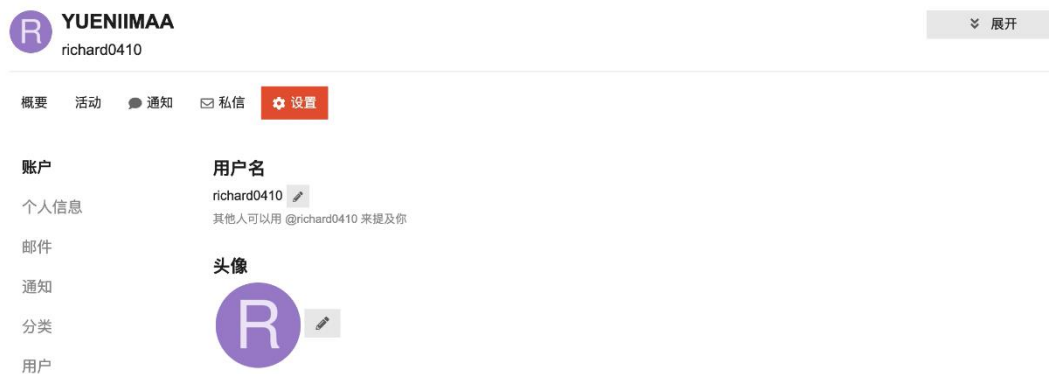 R YUENIIMAA
richard0410
展开
概要 活动 通知 私信 设置
账户
个人信息
邮件
通知
分类
用户
用户名
richard0410
其他人可以用 @richard0410 来提及你
头像
R